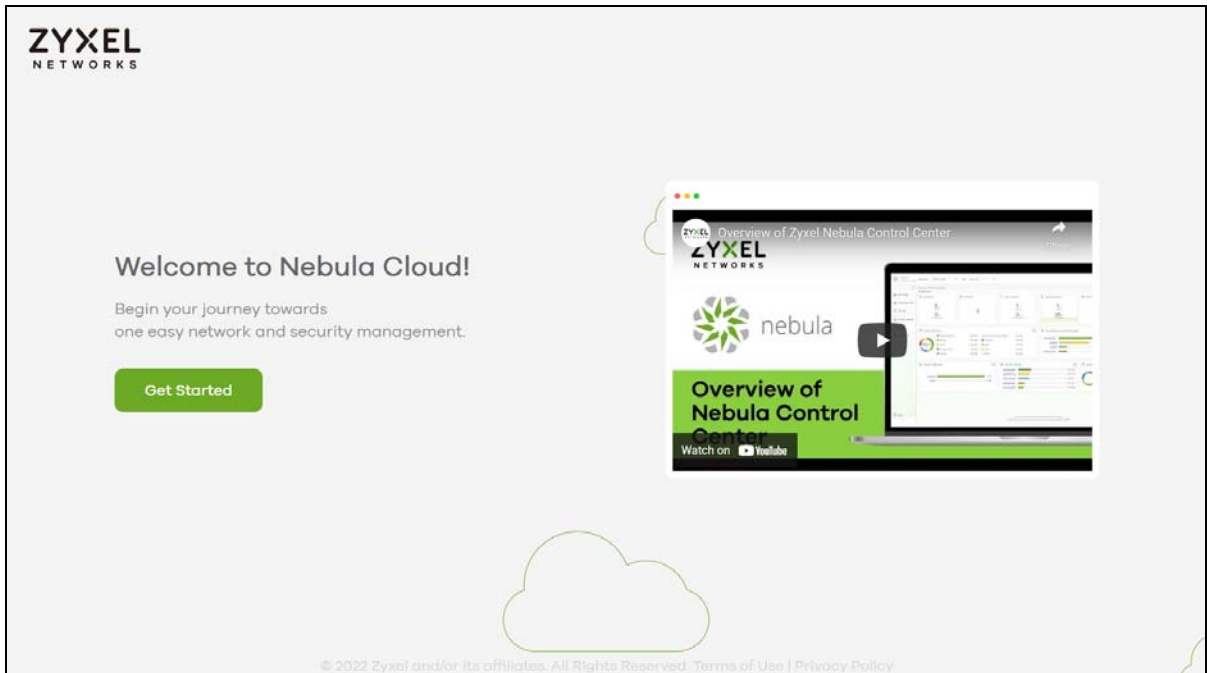 ZYXEL
NETWORKS
Welcome to Nebula Cloud!
Begin your journey towards
one easy network and security management.
Get Started
ZYXEL
Overview of Zyxel Nebula Control Center
ZYXEL
NETWORKS
nebula
Overview of
Nebula Control
Center
Watch on YouTube
© 2022 Zyxel and/or its affiliates. All Rights Reserved. Terms of Use | Privacy Policy